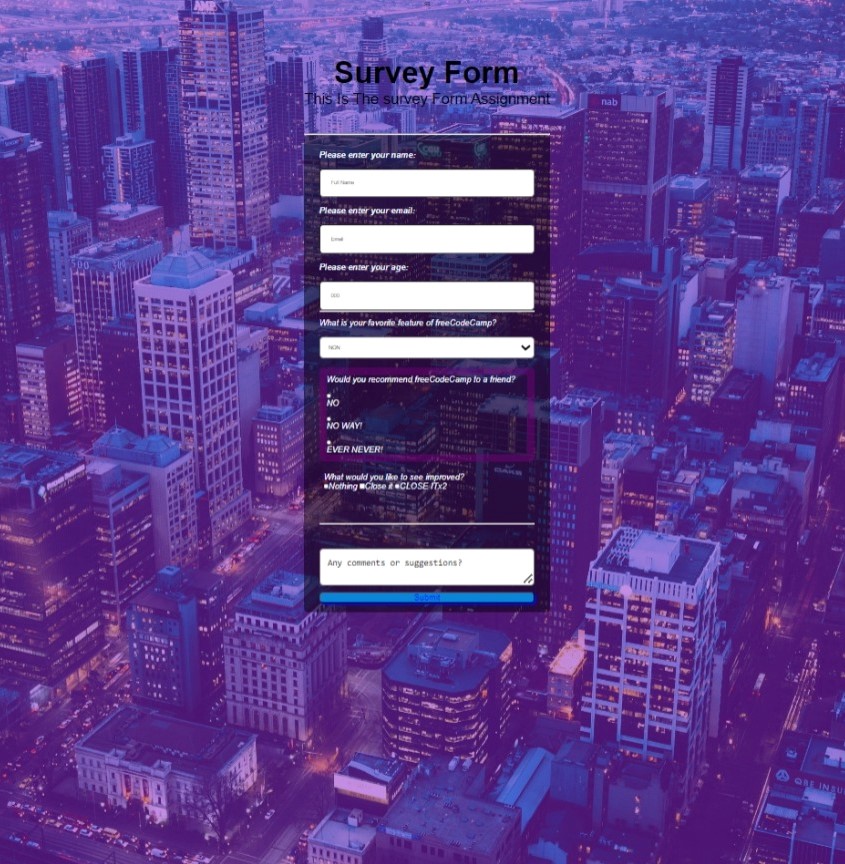 AMP
Survey Form
This Is The survey Form Assignment
nab
Please enter your name:
Full Name
Please enter your email:
Email
Please enter your age:
What is your favorite feature of freeCodeCamp?
Would you recommend freeCodeCamp to a friend?
NO
NO WAY!
EVER NEVER!
What would you like to see improved?
Nothing Close it CLOSE ITx2
Any comments or suggestions?
Submit